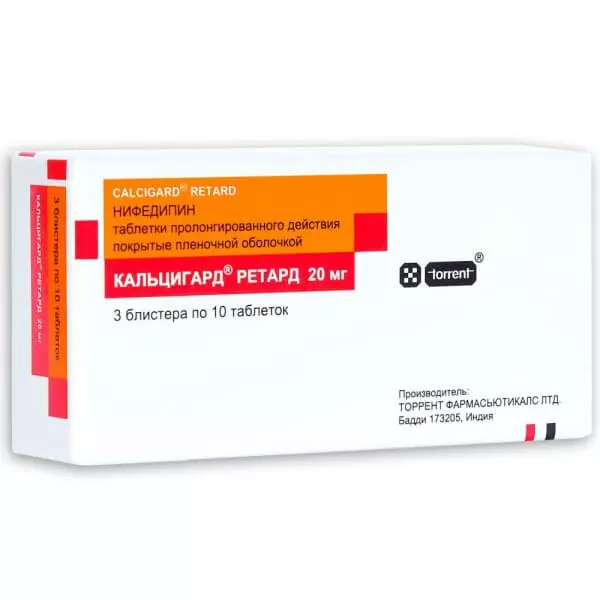 CALCIGARD® RETARD
НИФЕДИПИН
таблетки пролонгированного действия
покрытые пленочной оболочкой
КАЛЬЦИГАРД® РЕТАРД 20 мг
3 блистера по 10 таблеток
torrent®
Производитель:
ТОРРЕНТ ФАРМАСЬЮТИКАЛС ЛТД.
Бадди 173205, Индия
КАЛЬЦИГАРД® РЕТАРД 20 мг
3 блистера по 10 таблеток